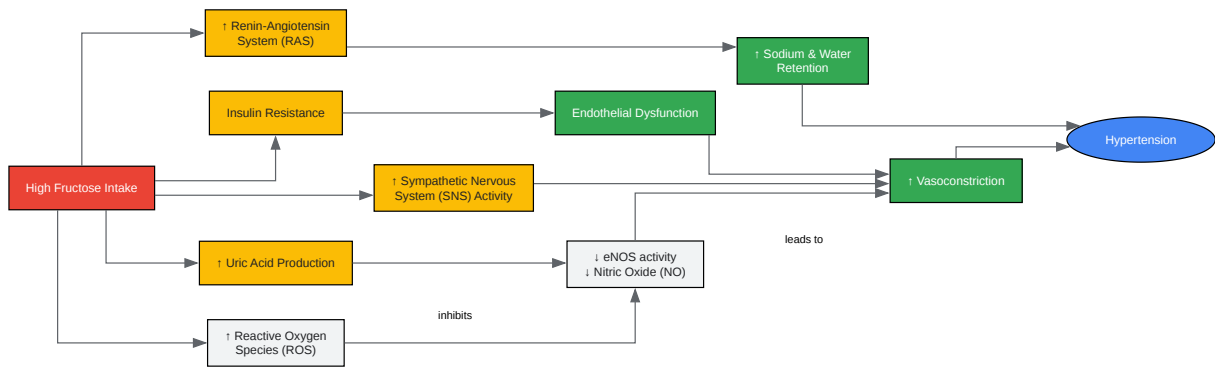 ↑ Renin-Angiotensin
System (RAS)
↑ Sodium & Water
Retention
Insulin Resistance
Endothelial Dysfunction
Hypertension
High Fructose Intake
↑ Sympathetic Nervous
System (SNS) Activity
↑ Vasoconstriction
leads to
↑ Uric Acid Production
↓ eNOS activity
↓ Nitric Oxide (NO)
inhibits
↑ Reactive Oxygen
Species (ROS)